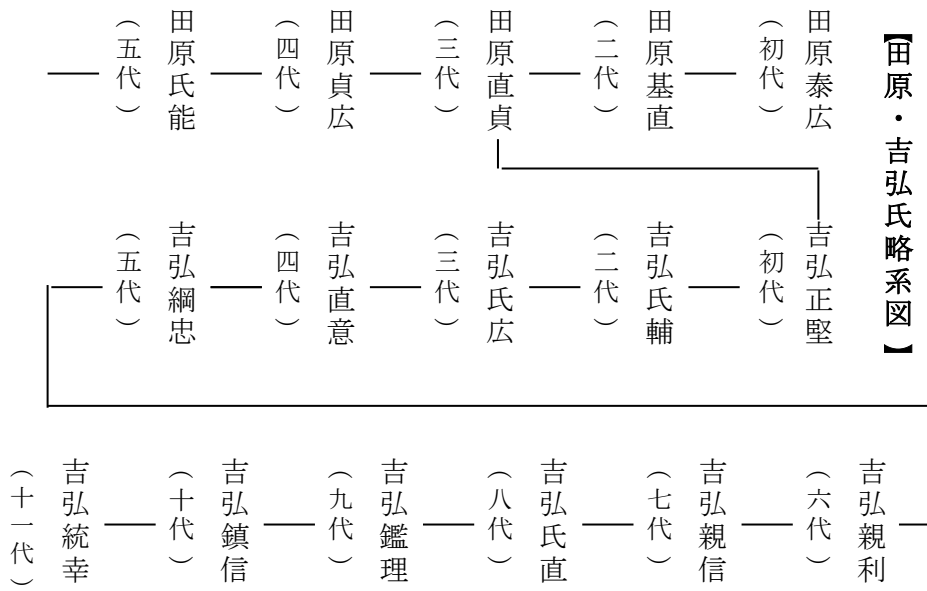 【田原・吉弘氏略系図】
田原泰広
（初代）
田原基直
（二代）
田原直貞
（三代）
田原貞広
（四代）
田原氏能
（五代）
吉弘正堅
（初代）
吉弘氏輔
（二代）
吉弘氏広
（三代）
吉弘直意
（四代）
吉弘綱忠
（五代）
吉弘親利
（六代）
吉弘親信
（七代）
吉弘氏直
（八代）
吉弘鑑理
（九代）
吉弘鎮信
（十代）
吉弘統幸
（十一代）